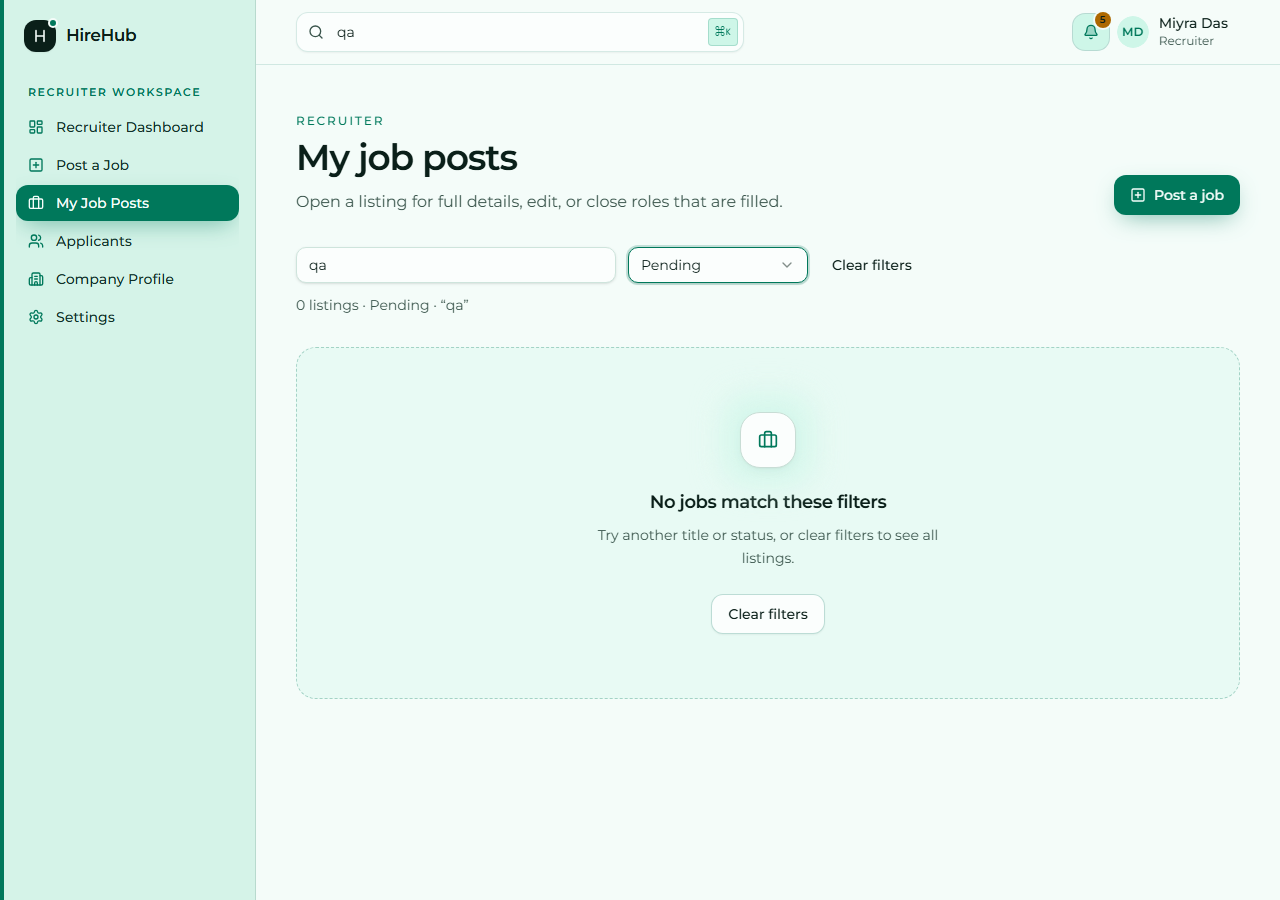 H HireHub
RECRUITER WORKSPACE
Recruiter Dashboard
Post a Job
My Job Posts
Applicants
Company Profile
Settings
qa ⌘K
5
MD
Miyra Das
Recruiter
RECRUITER
My job posts
Open a listing for full details, edit, or close roles that are filled.
Post a job
qa Pending Clear filters
0 listings · Pending · “qa”
No jobs match these filters
Try another title or status, or clear filters to see all
listings.
Clear filters